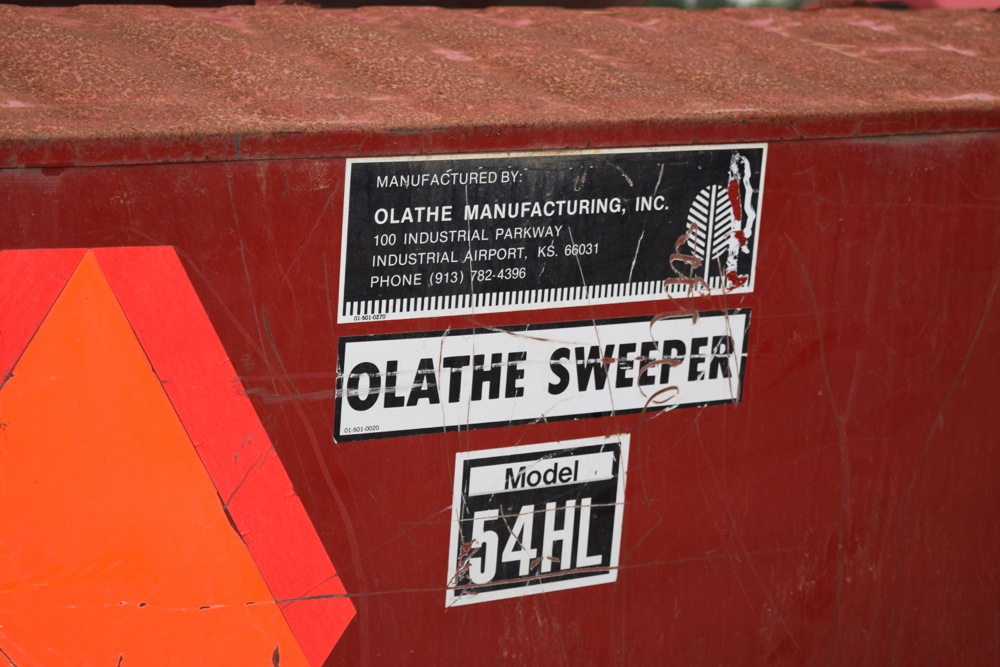 MANUFACTURED BY:
OLATHE MANUFACTURING, INC.
100 INDUSTRIAL PARKWAY
INDUSTRIAL AIRPORT, KS. 66031
PHONE (913) 782-4396
01-501-0270
OLATHE SWEEPER
01-501-0020
Model
54HL